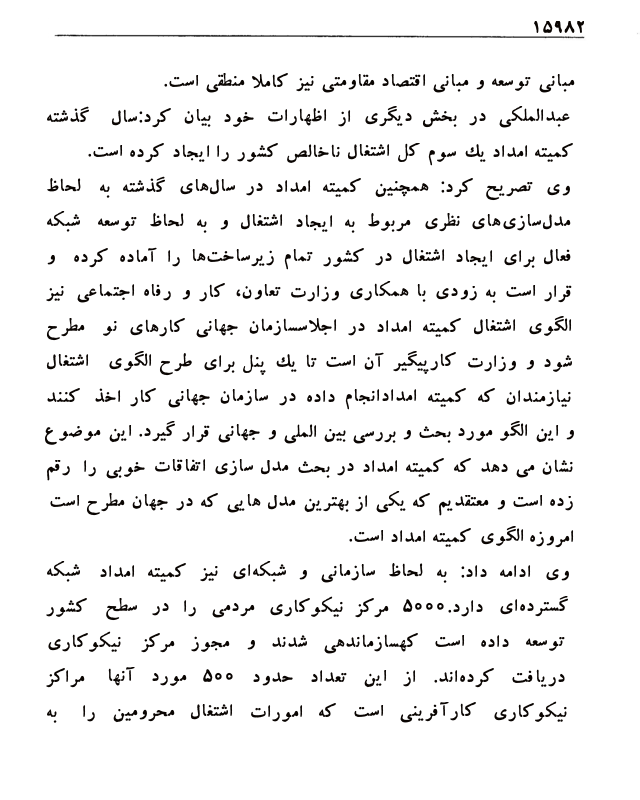 ۱۵۹۸۲
مبانی توسعه و مبانی اقتصاد مقاومتی نیز کاملا منطقی است.
عبدالملکی در بخش دیگری از اظهارات خود بیان کرد:سال گذشته
کمیته امداد یك سوم کل اشتغال ناخالص کشور را ایجاد کرده است.
وی تصریح کرد: همچنین کمیته امداد در سال‌های گذشته به لحاظ
مدل‌سازی‌های نظری مربوط به ایجاد اشتغال و به لحاظ توسعه شبکه
فعال برای ایجاد اشتغال در کشور تمام زیرساخت‌ها را آماده کرده و
قرار است به زودی با همکاری وزارت تعاون، کار و رفاه اجتماعی نیز
الگوی اشتغال کمیته امداد در اجلاسسازمان جهانی کارهای نو مطرح
شود و وزارت کارپیگیر آن است تا یك پنل برای طرح الگوی اشتغال
نیازمندان که کمیته امدادانجام داده در سازمان جهانی کار اخذ کنند
و این الگو مورد بحث و بررسی بین المللی و جهانی قرار گیرد. این موضوع
نشان می دهد که کمیته امداد در بحث مدل سازی اتفاقات خوبی را رقم
زده است و معتقدیم که یکی از بهترین مدل هایی که در جهان مطرح است
امروزه الگوی کمیته امداد است.
وی ادامه داد: به لحاظ سازمانی و شبکه‌ای نیز کمیته امداد شبکه
گسترده‌ای دارد.۵۰۰۰ مرکز نیکوکاری مردمی را در سطح کشور
توسعه داده است کهسازماندهی شدند و مجوز مرکز نیکوکاری
دریافت کرده‌اند. از این تعداد حدود ۵۰۰ مورد آنها مراکز
نیکوکاری کارآفرینی است که امورات اشتغال محرومین را به